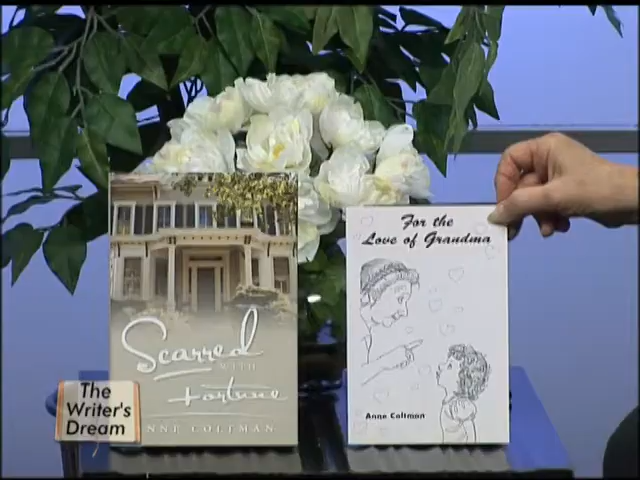 Scarred
WITH
Fortune
NNE COLTMAN
The
Writer's
Dream
For the
Love of Grandma
Anne Coltman